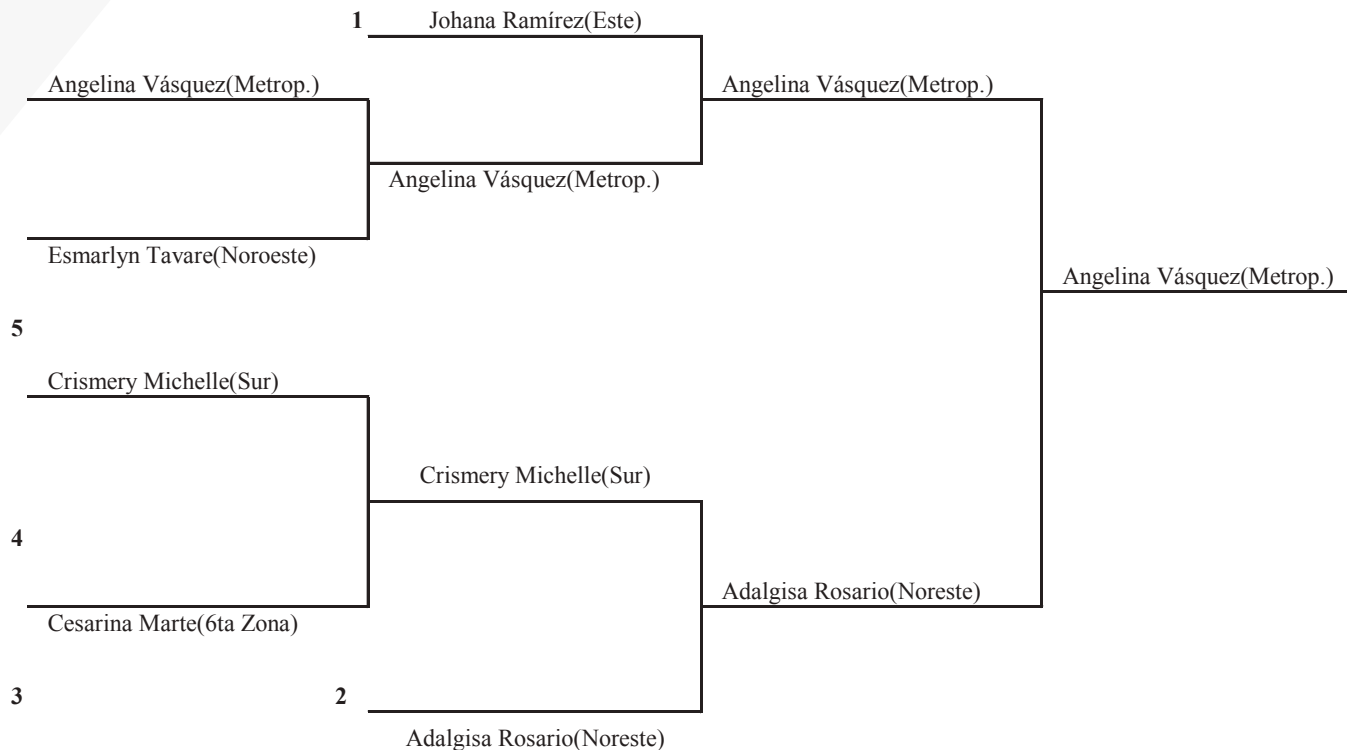 1 Johana Ramírez(Este)
Angelina Vásquez(Metrop.)
Angelina Vásquez(Metrop.)
Angelina Vásquez(Metrop.)
Esmarlyn Tavare(Noroeste)
Angelina Vásquez(Metrop.)
5
Crismery Michelle(Sur)
Crismery Michelle(Sur)
4
Adalgisa Rosario(Noreste)
Cesarina Marte(6ta Zona)
3
2
Adalgisa Rosario(Noreste)